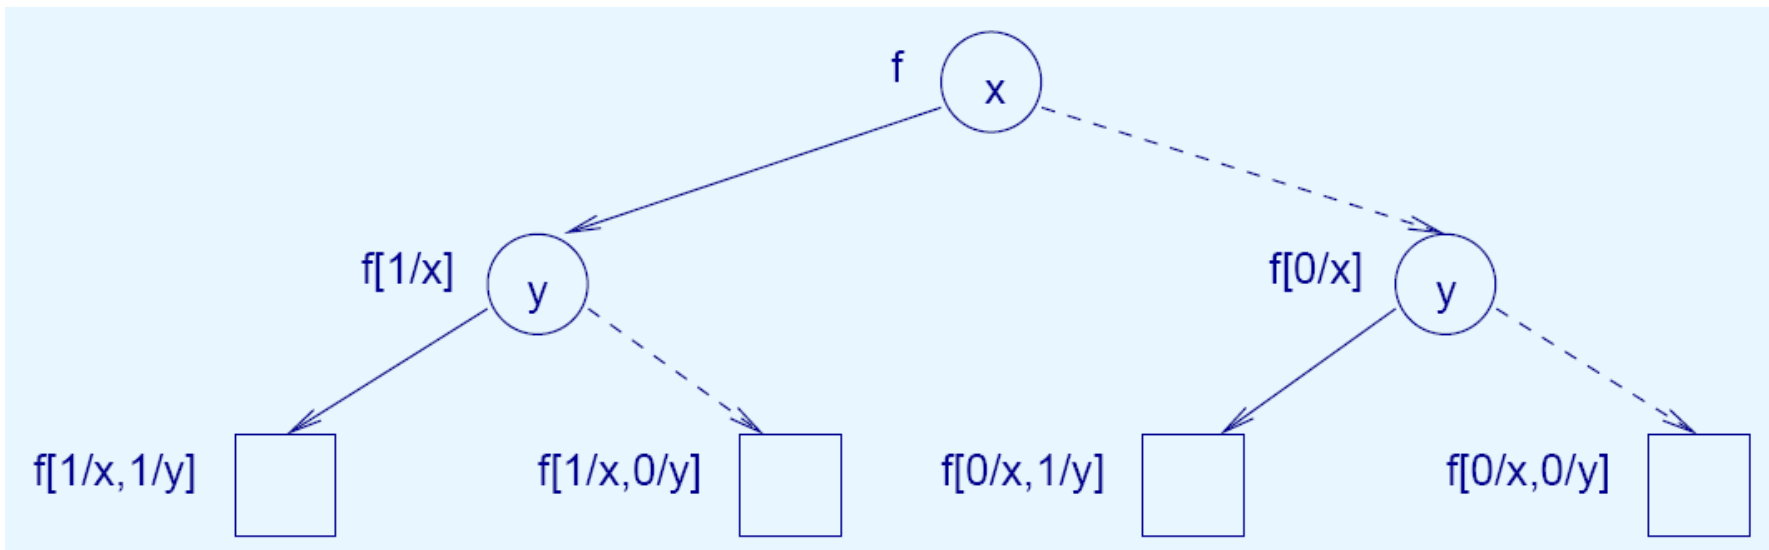 f x
f[1/x] y f[0/x] y
f[1/x,1/y] f[1/x,0/y] f[0/x,1/y] f[0/x,0/y]